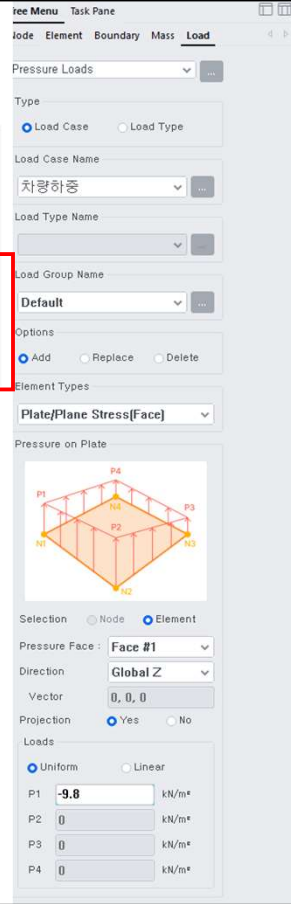 ree Menu Task Pane
Node Element Boundary Mass Load
Pressure Loads ...
Type
Load Case Load Type
Load Case Name
차량하중 ...
Load Type Name
...
Load Group Name
Default ...
Options
Add Replace Delete
Element Types
Plate/Plane Stress(Face)
Pressure on Plate
P4
P1
N4
P3
P2
N1
N3
N2
Selection Node Element
Pressure Face : Face #1
Direction Global Z
Vector 0, 0, 0
Projection Yes No
Loads
Uniform Linear
P1 -9.8 kN/m²
P2 0 kN/m²
P3 0 kN/m²
P4 0 kN/m²